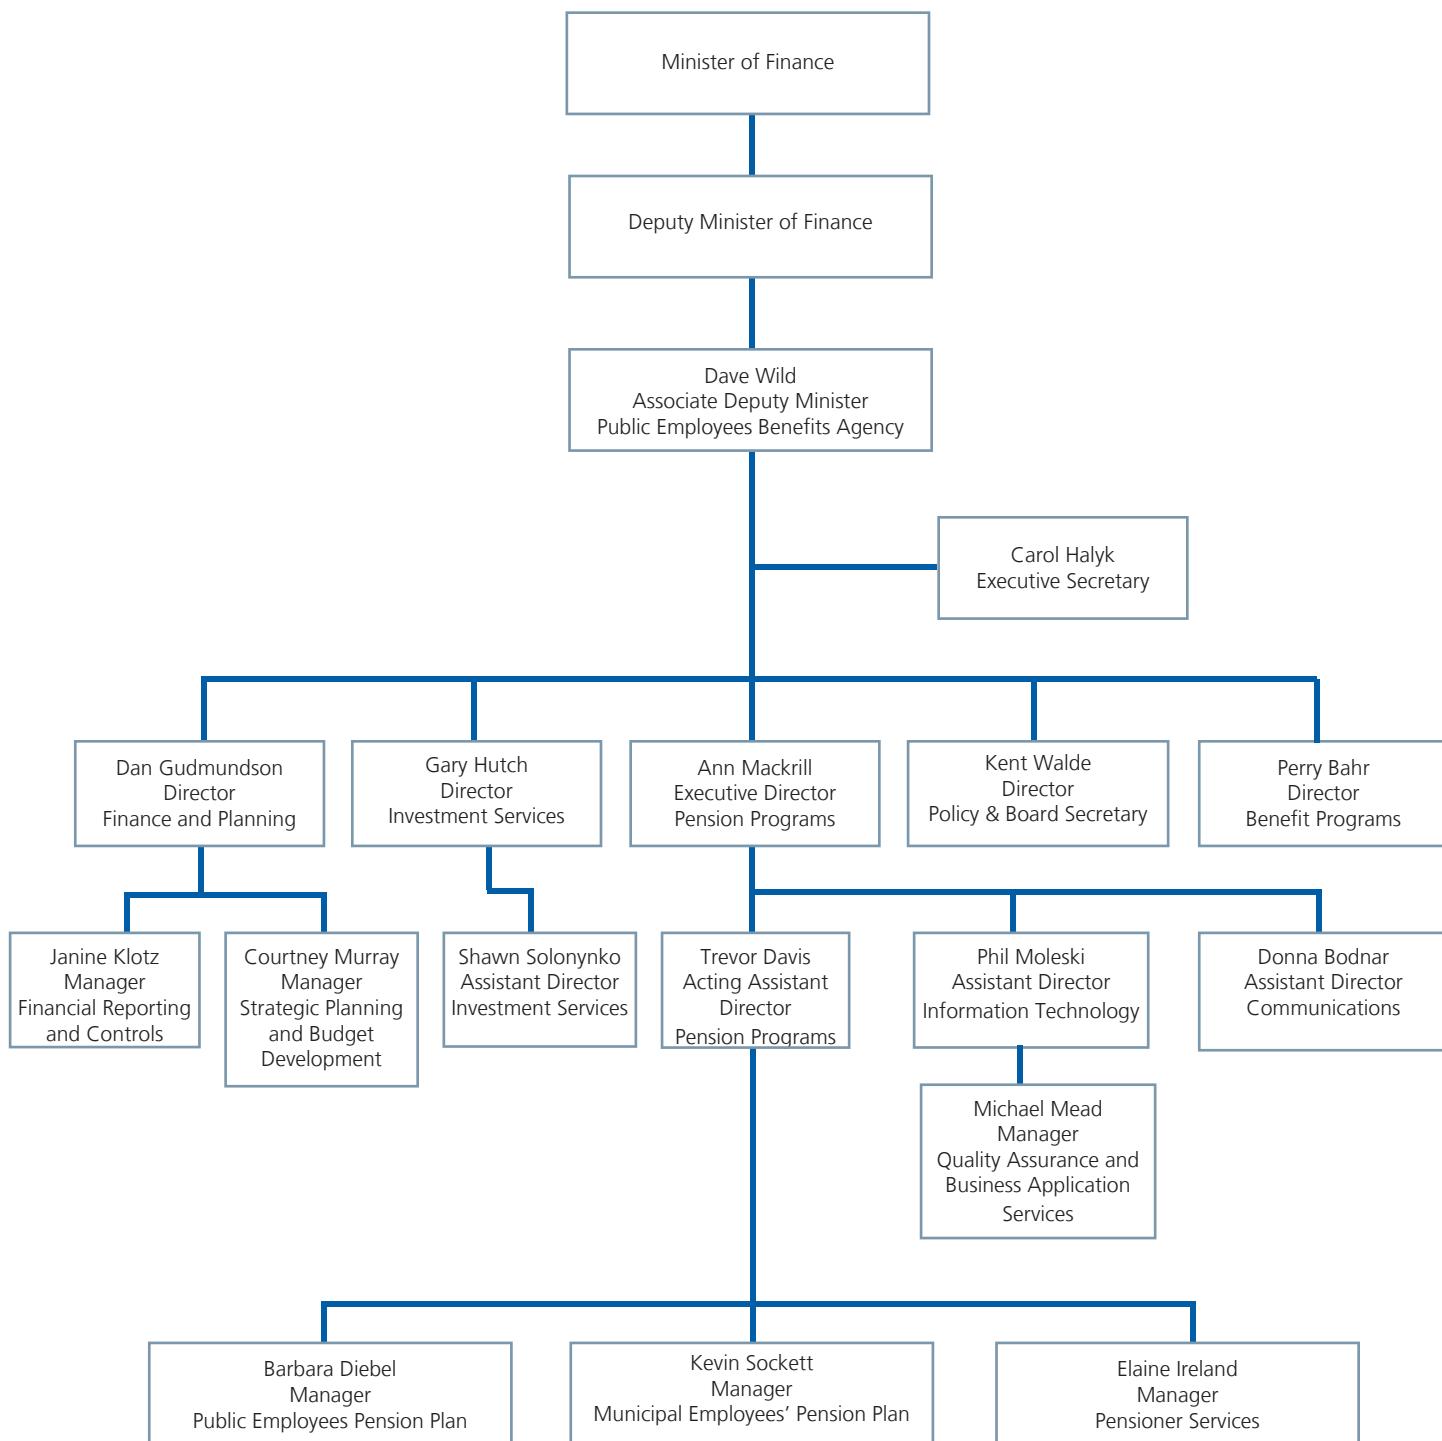 Minister of Finance
Deputy Minister of Finance
Dave Wild
Associate Deputy Minister
Public Employees Benefits Agency
Carol Halyk
Executive Secretary
Dan Gudmundson
Director
Finance and Planning
Gary Hutch
Director
Investment Services
Ann Mackrill
Executive Director
Pension Programs
Kent Walde
Director
Policy & Board Secretary
Perry Bahr
Director
Benefit Programs
Janine Klotz
Manager
Financial Reporting
and Controls
Courtney Murray
Manager
Strategic Planning
and Budget
Development
Shawn Solonynko
Assistant Director
Investment Services
Trevor Davis
Acting Assistant
Director
Pension Programs
Phil Moleski
Assistant Director
Information Technology
Donna Bodnar
Assistant Director
Communications
Michael Mead
Manager
Quality Assurance and
Business Application
Services
Barbara Diebel
Manager
Public Employees Pension Plan
Kevin Sockett
Manager
Municipal Employees’ Pension Plan
Elaine Ireland
Manager
Pensioner Services